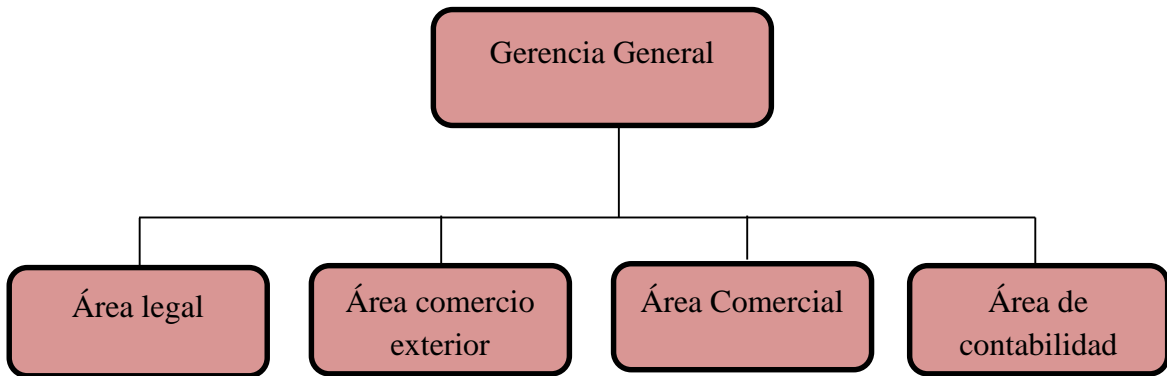 Gerencia General
Área legal
Área comercio
exterior
Área Comercial
Área de
contabilidad